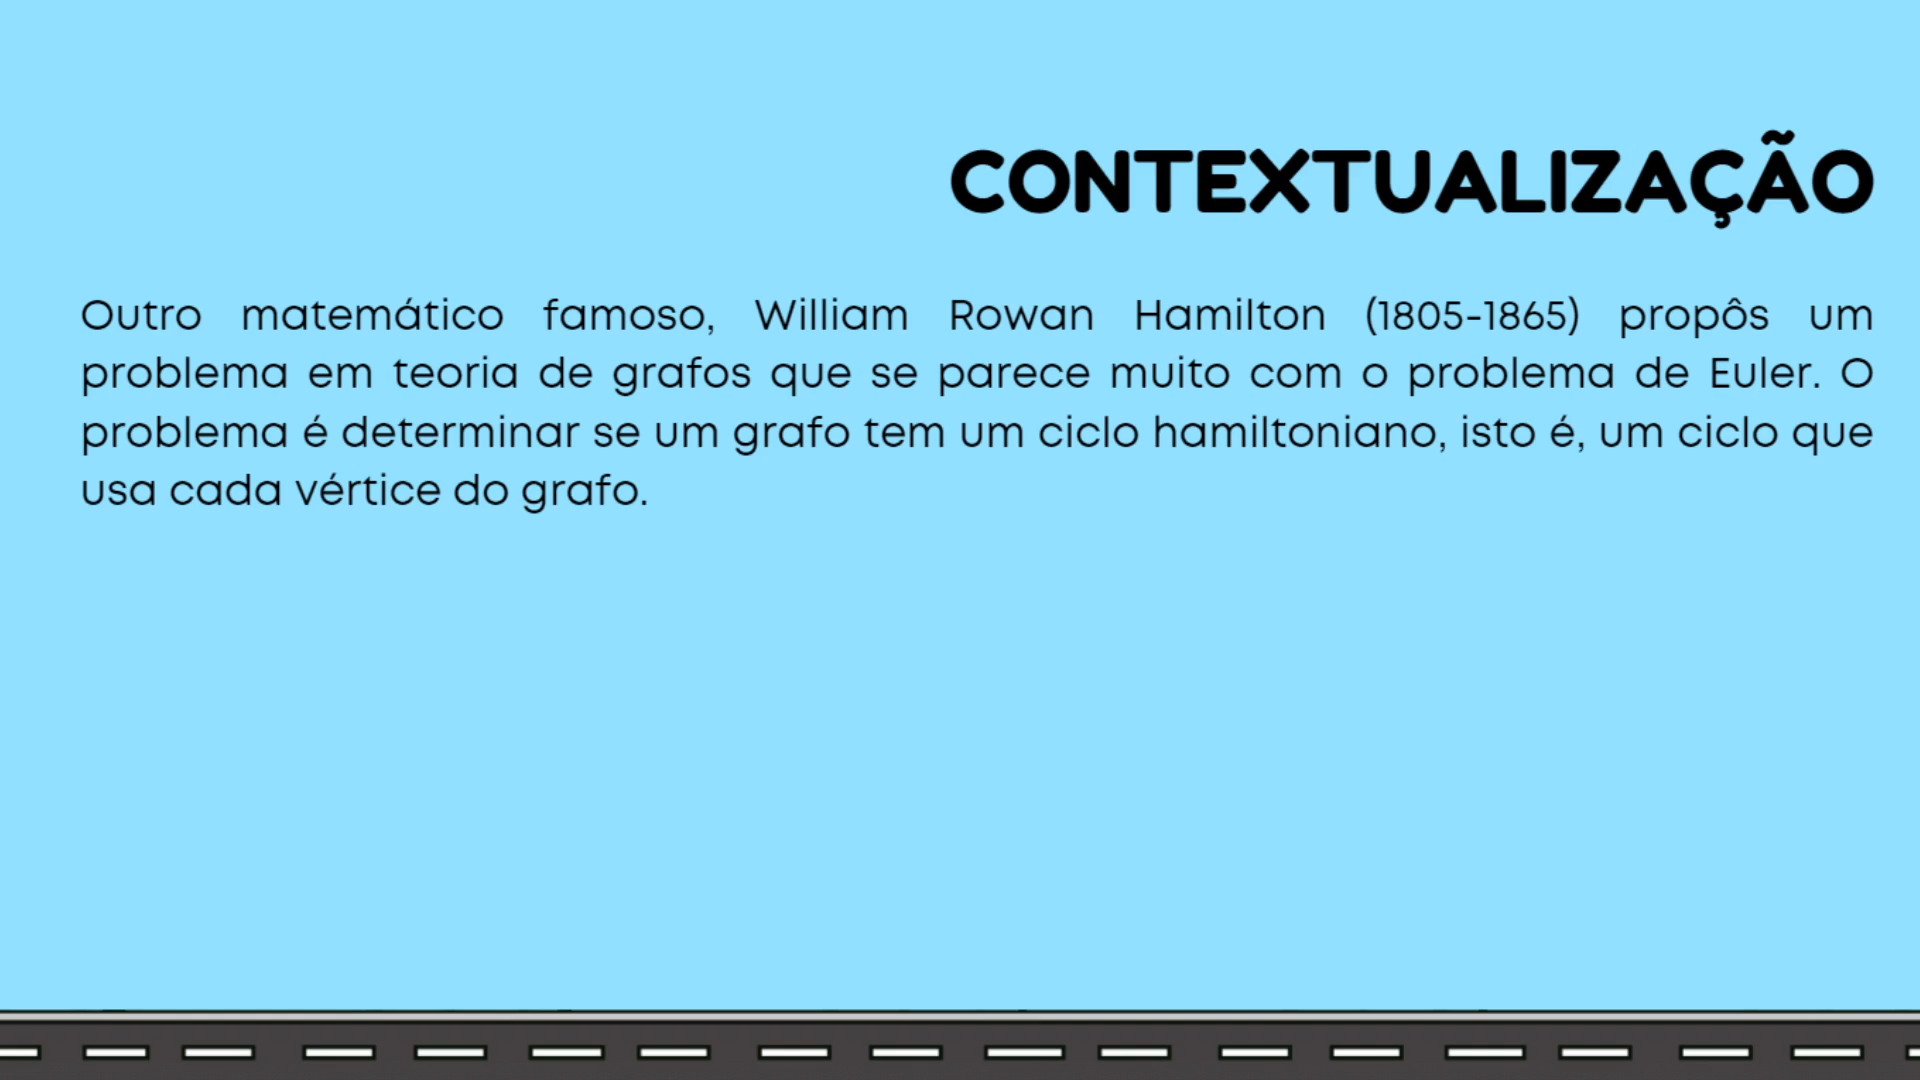 CONTEXTUALIZAÇÃO
Outro matemático famoso, William Rowan Hamilton (1805-1865) propôs um
problema em teoria de grafos que se parece muito com o problema de Euler. O
problema é determinar se um grafo tem um ciclo hamiltoniano, isto é, um ciclo que
usa cada vértice do grafo.